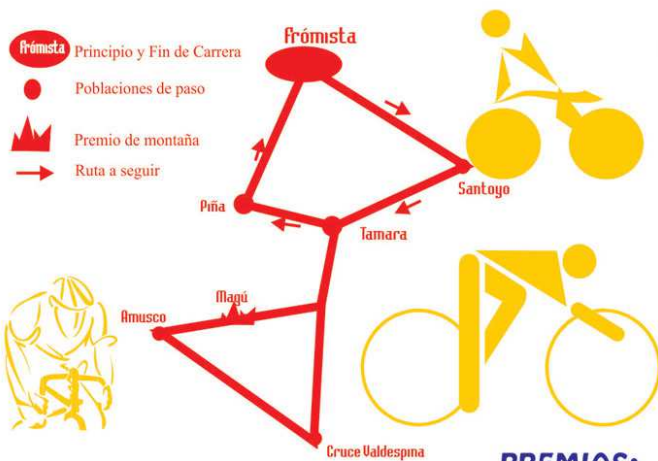 Frómista
Frómista Principio y Fin de Carrera
Poblaciones de paso
Premio de montaña
Ruta a seguir
Santoyo
Piña
Tamara
Magú
Amusco
Cruce Valdespina
PREMIOS: